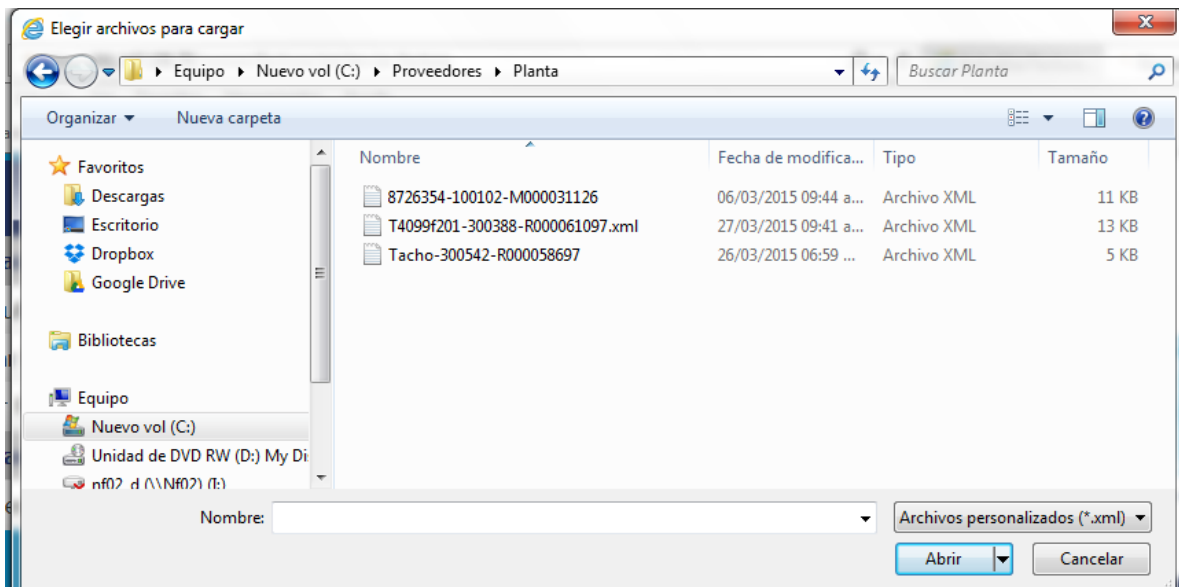 Elegir archivos para cargar
Equipo Nuevo vol (C:) Proveedores Planta
Buscar Planta
Organizar Nueva carpeta
Favoritos
Descargas
Escritorio
Dropbox
Google Drive
Bibliotecas
Equipo
Nuevo vol (C:)
Unidad de DVD RW (D:) My Di
nf02_d (\\Nf02) (I:)
Nombre Fecha de modifica... Tipo Tamaño
8726354-100102-M000031126 06/03/2015 09:44 a... Archivo XML 11 KB
T4099f201-300388-R000061097.xml 27/03/2015 09:41 a... Archivo XML 13 KB
Tacho-300542-R000058697 26/03/2015 06:59 ... Archivo XML 5 KB
Nombre:
Archivos personalizados (*.xml)
Abrir Cancelar